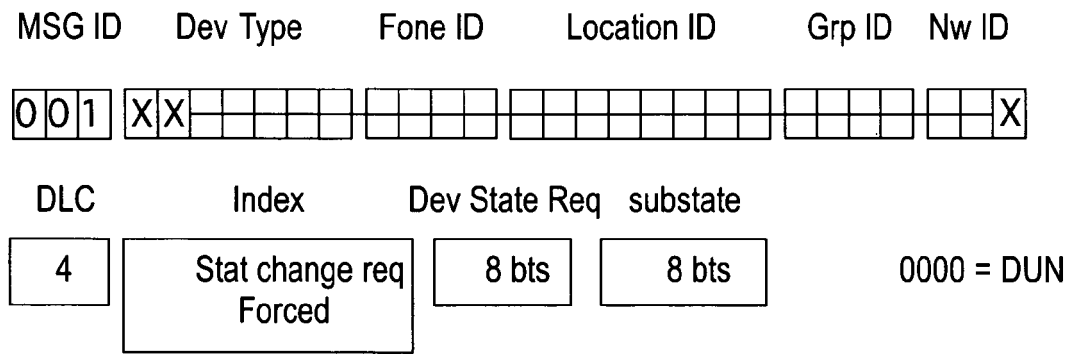 MSG ID Dev Type Fone ID Location ID Grp ID Nw ID
0 0 1 X X X
DLC Index Dev State Req substate
4 Stat change req 8 bts 8 bts 0000 = DUN
Forced